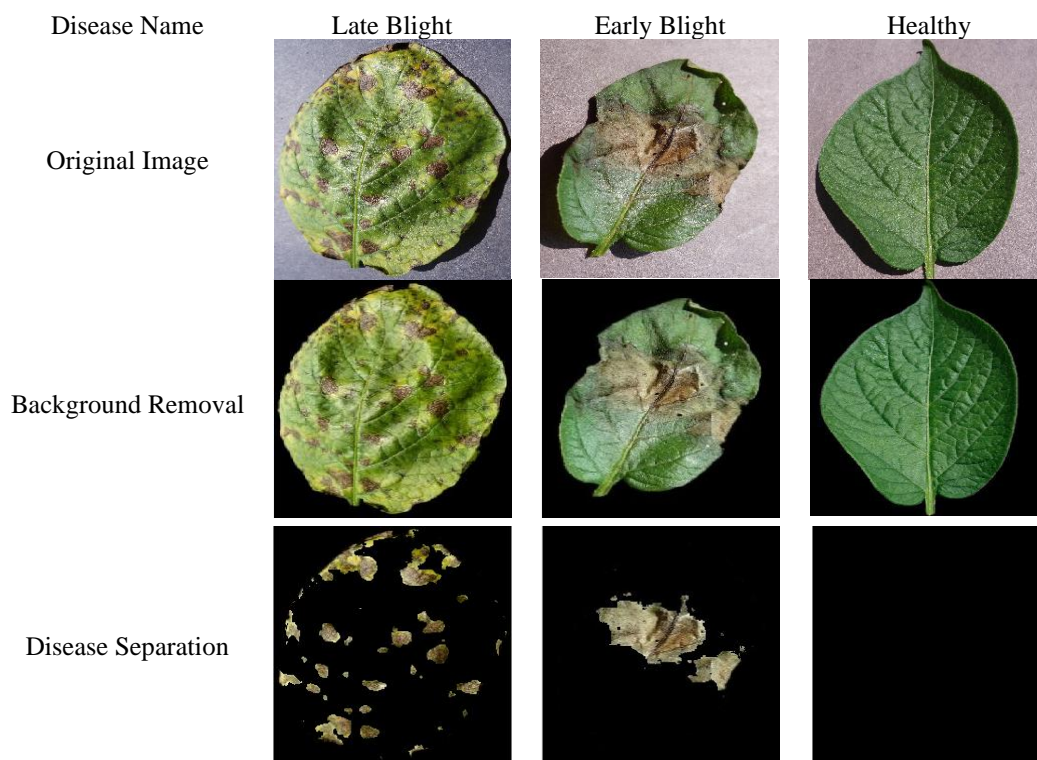 Disease Name Late Blight Early Blight Healthy
Original Image
Background Removal
Disease Separation